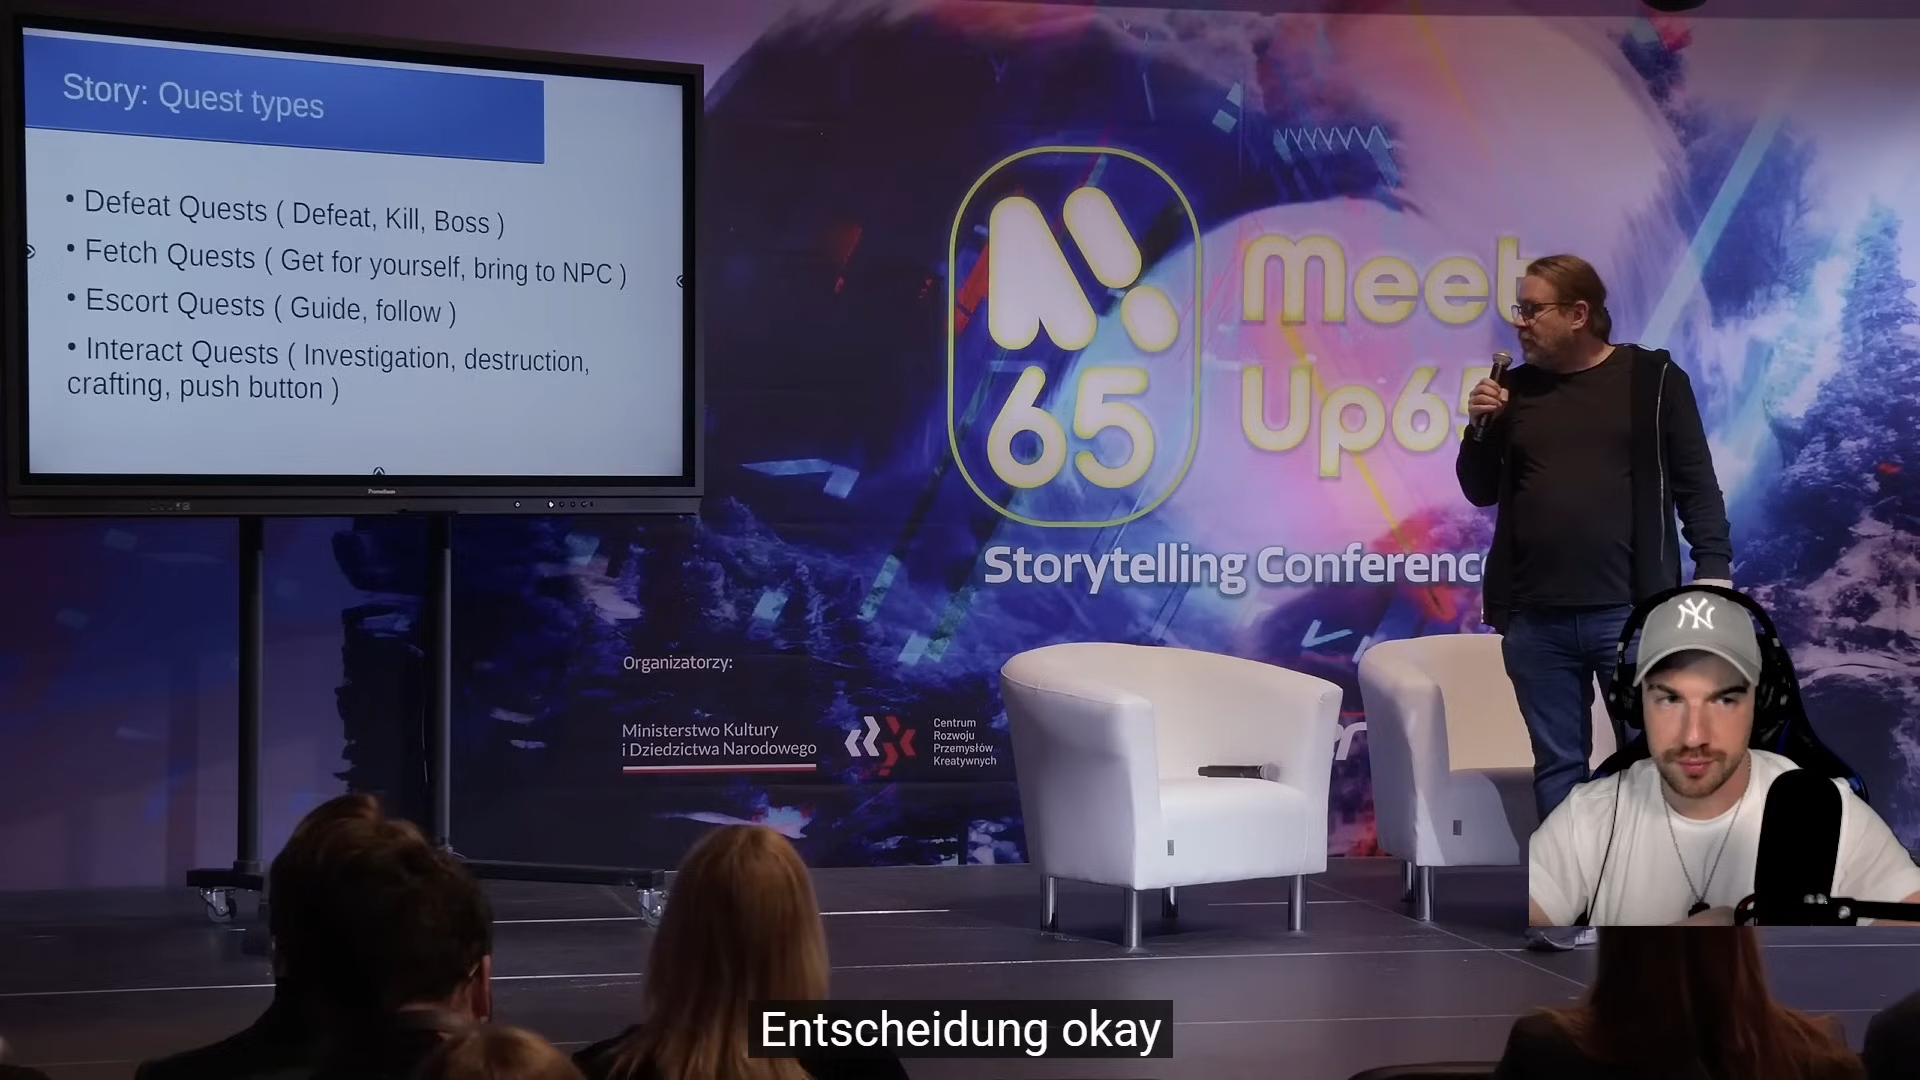 Story: Quest types
• Defeat Quests ( Defeat, Kill, Boss )
• Fetch Quests ( Get for yourself, bring to NPC )
• Escort Quests ( Guide, follow )
• Interact Quests ( Investigation, destruction,
crafting, push button )
Promethean
65
Meet
Up65
Storytelling Conference
Organizatorzy:
Ministerstwo Kultury
i Dziedzictwa Narodowego
Centrum
Rozwoju
Przemysłów
Kreatywnych
NY
Entscheidung okay